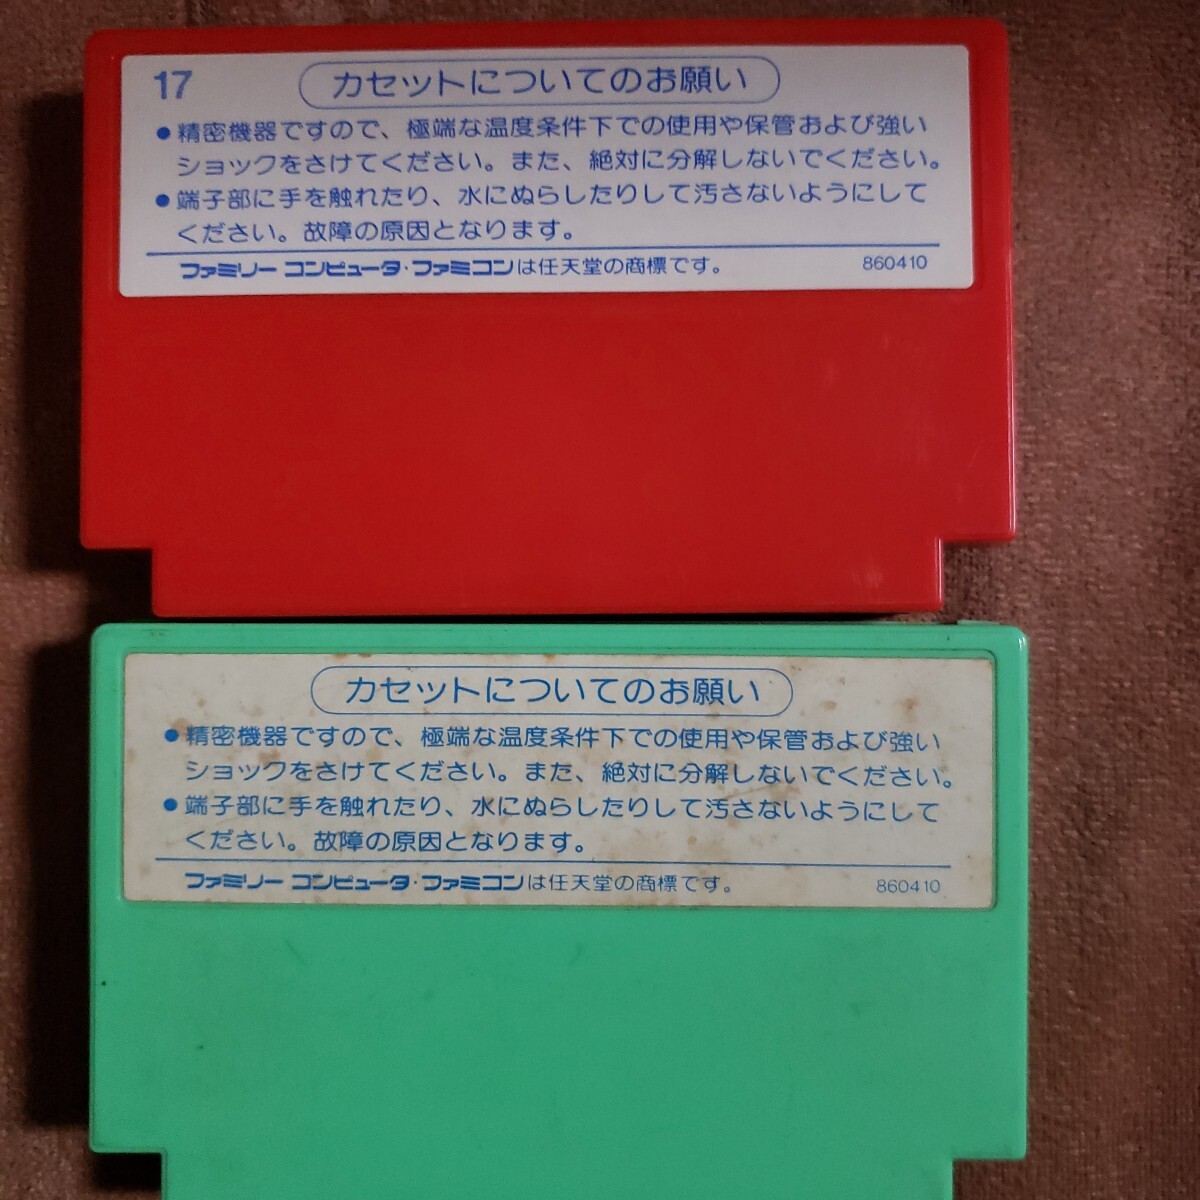 17
カセットについてのお願い
●精密機器ですので、極端な温度条件下での使用や保管および強い
ショックをさけてください。また、絶対に分解しないでください。
●端子部に手を触れたり、水にぬらしたりして汚さないようにして
ください。故障の原因となります。
ファミリー コンピュータ・ファミコンは任天堂の商標です。 860410
カセットについてのお願い
●精密機器ですので、極端な温度条件下での使用や保管および強い
ショックをさけてください。また、絶対に分解しないでください。
●端子部に手を触れたり、水にぬらしたりして汚さないようにして
ください。故障の原因となります。
ファミリー コンピュータ・ファミコンは任天堂の商標です。 860410